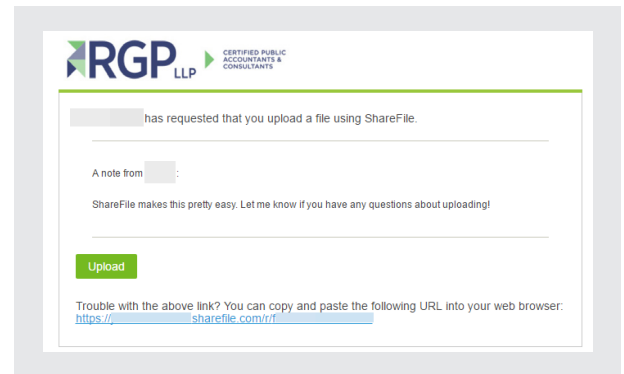 RGP LLP
CERTIFIED PUBLIC
ACCOUNTANTS &
CONSULTANTS
has requested that you upload a file using ShareFile.
A note from :
ShareFile makes this pretty easy. Let me know if you have any questions about uploading!
Upload
Trouble with the above link? You can copy and paste the following URL into your web browser:
https:// sharefile.com/r/f